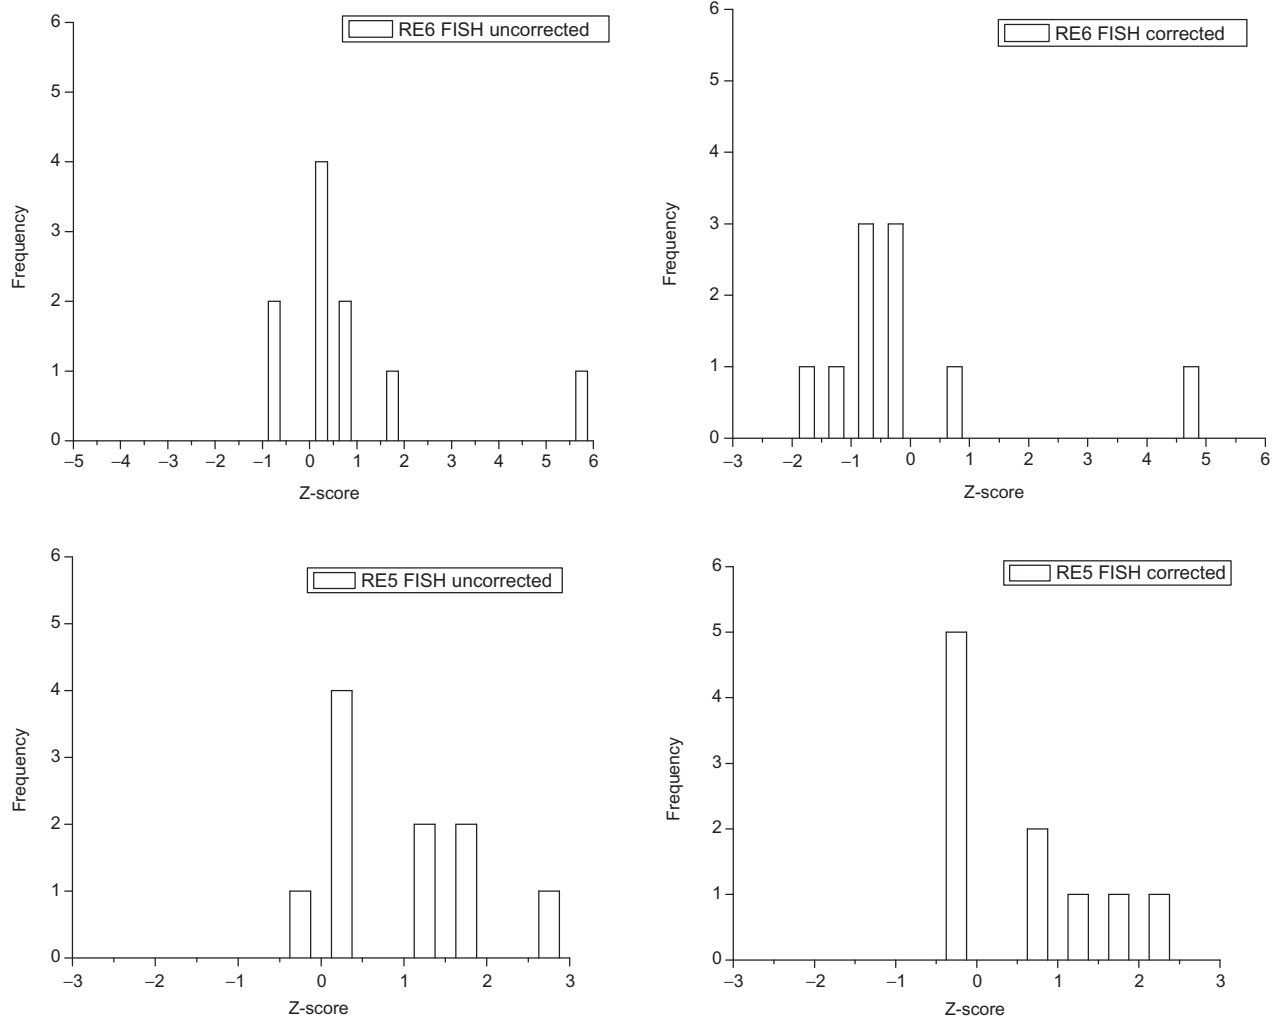 RE6 FISH uncorrected
6
5
4
3
2
1
0
Frequency
–5 –4 –3 –2 –1 0 1 2 3 4 5 6
Z-score
RE6 FISH corrected
6
5
4
3
2
1
0
Frequency
–3 –2 –1 0 1 2 3 4 5 6
Z-score
RE5 FISH uncorrected
6
5
4
3
2
1
0
Frequency
–3 –2 –1 0 1 2 3
Z-score
RE5 FISH corrected
6
5
4
3
2
1
0
Frequency
–3 –2 –1 0 1 2 3
Z-score